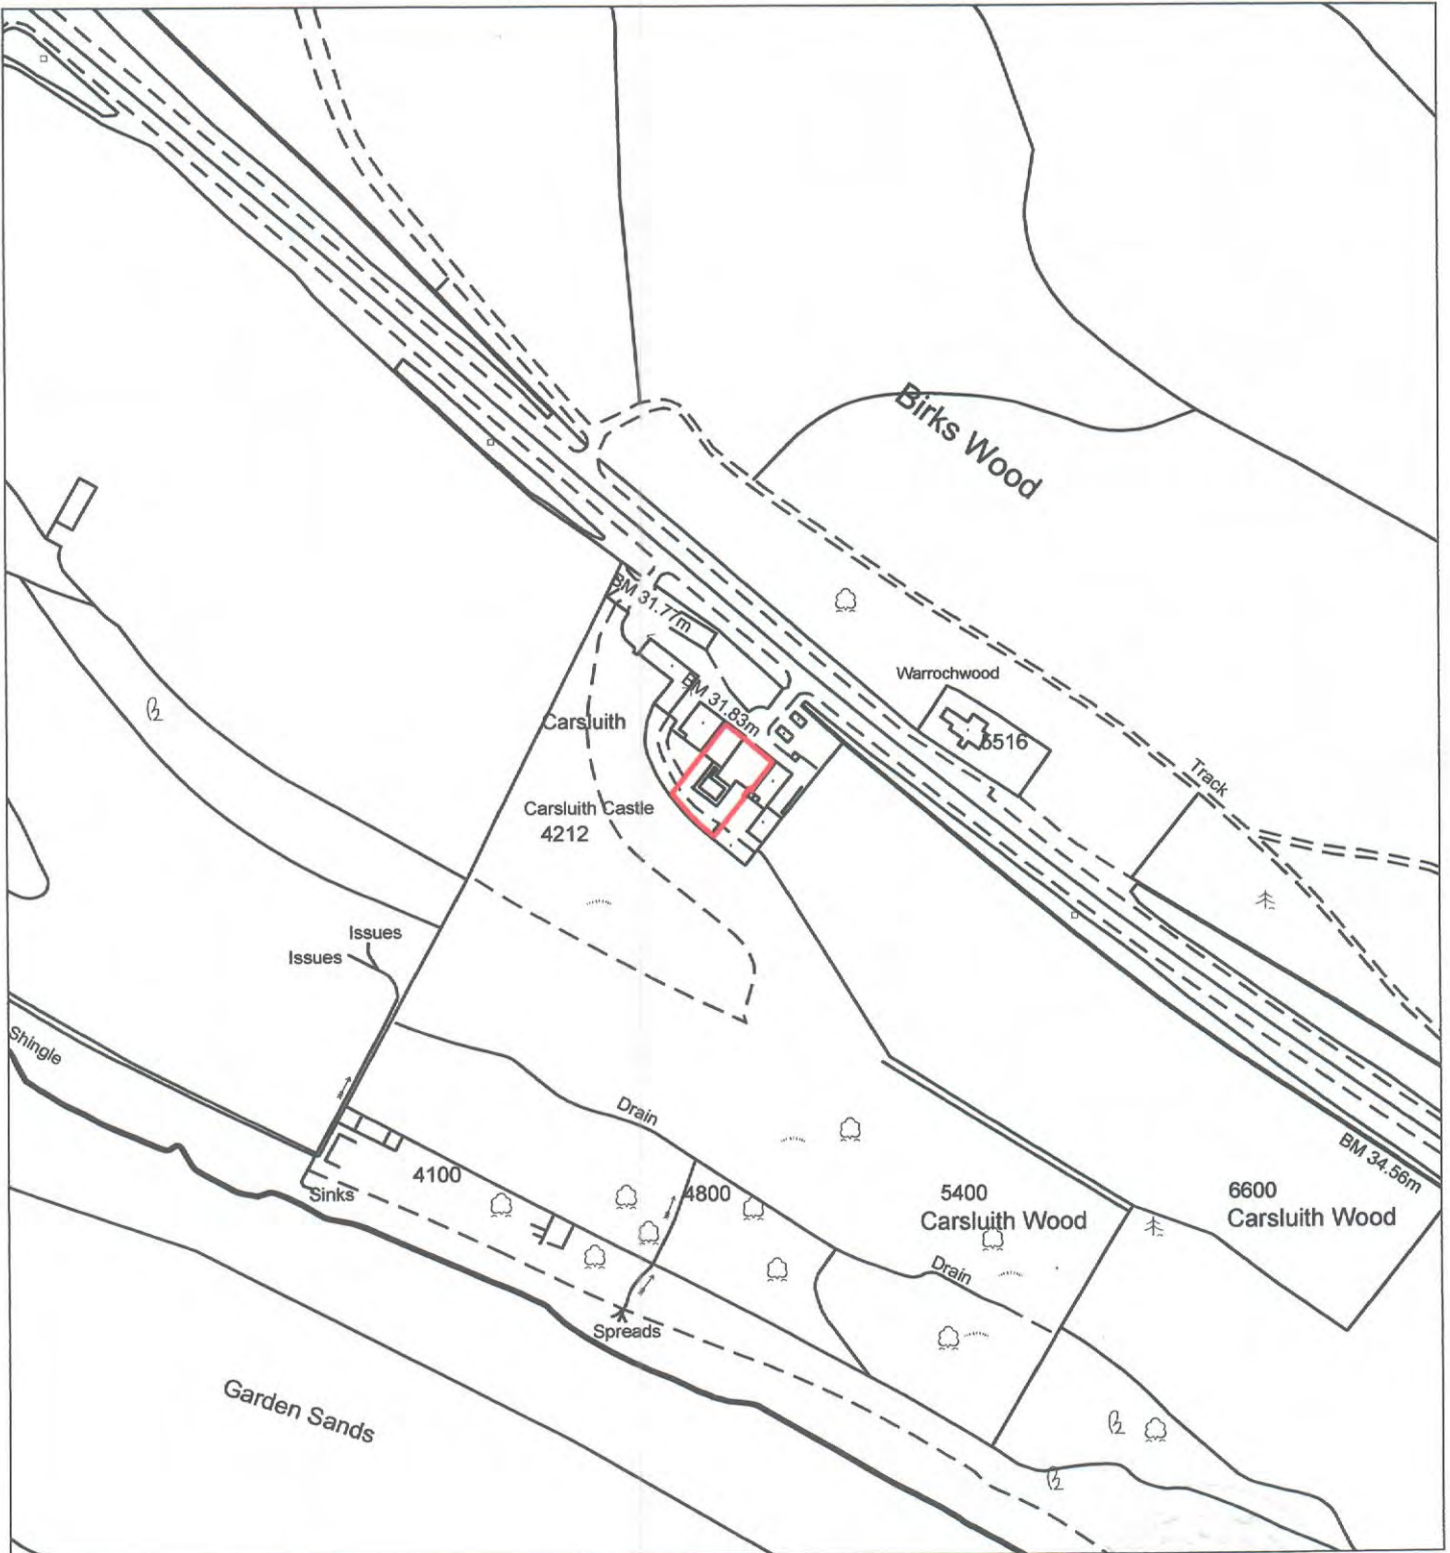 Birks Wood
BM 31.77m
Warrochwood
BM 31.83m
Carsluith
5516
Track
Carsluith Castle
4212
Issues
Issues
Shingle
Drain
BM 34.56m
4100
4800
5400
Carsluith Wood
6600
Carsluith Wood
Sinks
Drain
Spreads
Garden Sands